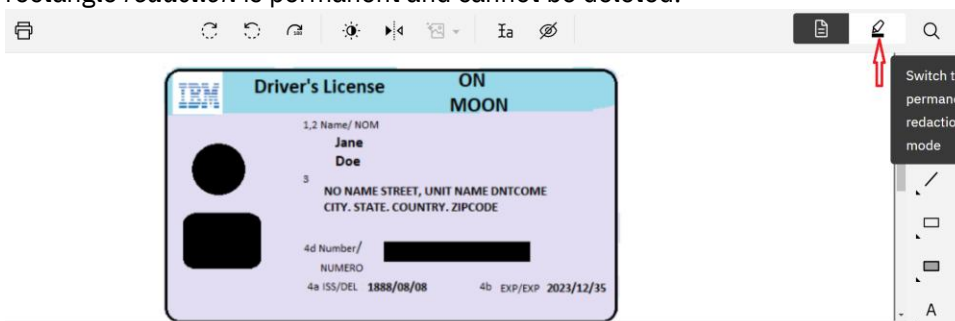 rectangle redaction is permanent and cannot be deleted.
180
Ia
Switch t
permane
redactio
mode
IBM
Driver's License
ON
MOON
1,2 Name/ NOM
Jane
Doe
3
NO NAME STREET, UNIT NAME DNTCOME
CITY. STATE. COUNTRY. ZIPCODE
4d Number/
NUMERO
4a ISS/DEL 1888/08/08 4b EXP/EXP 2023/12/35
A